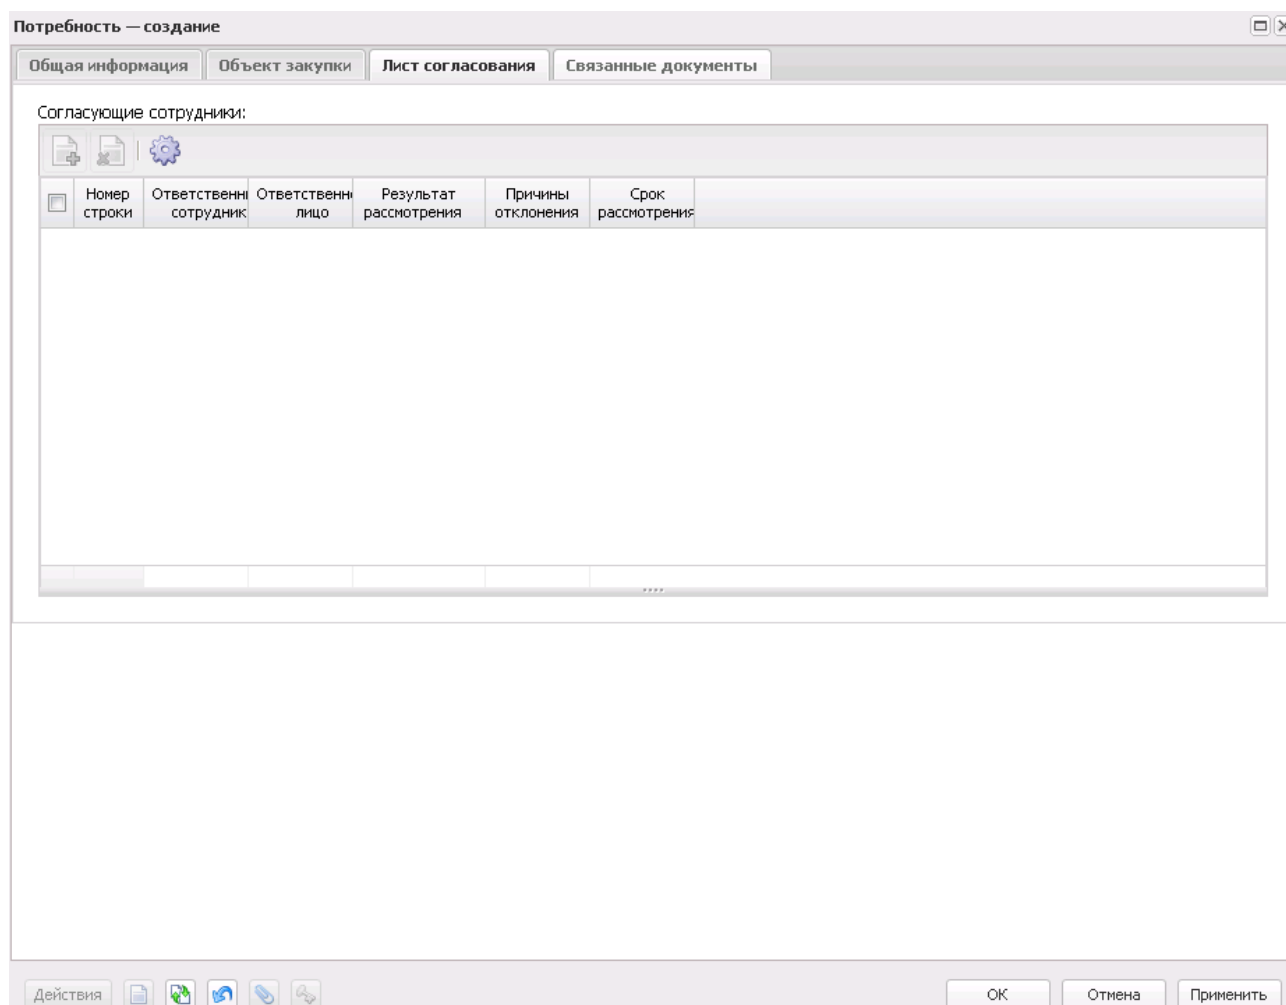 Потребность — создание
Общая информация Объект закупки Лист согласования Связанные документы
Согласующие сотрудники:
Номер строки Ответственн сотрудник Ответственн лицо Результат рассмотрения Причины отклонения Срок рассмотрения
Действия ОК Отмена Применить